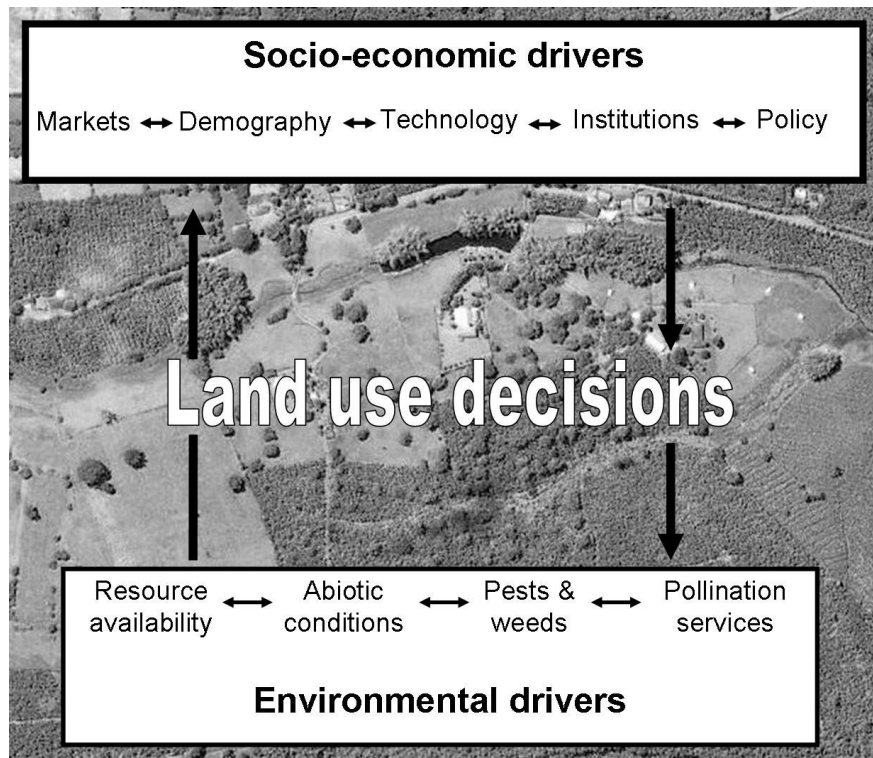 Socio-economic drivers
Markets Demography Technology Institutions Policy
Land use decisions
Resource availability
Abiotic conditions
Pests & weeds
Pollination services
Environmental drivers